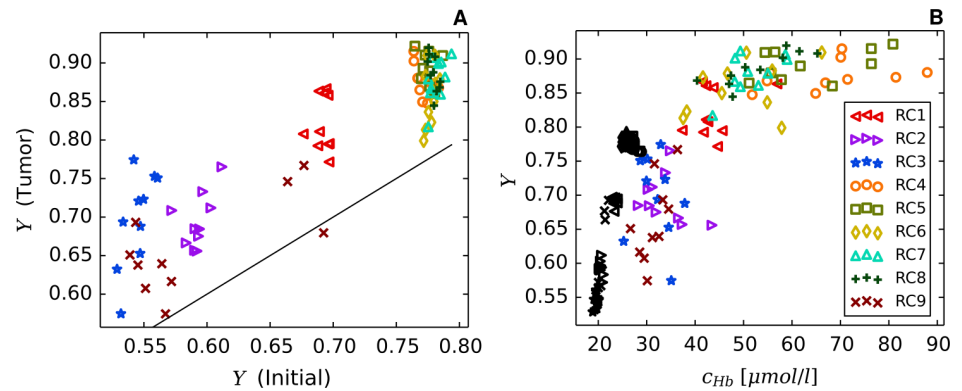 A
Y (Tumor)
0.90
0.85
0.80
0.75
0.70
0.65
0.60
0.55 0.60 0.65 0.70 0.75 0.80
Y (Initial)
B
Y
0.90
0.85
0.80
0.75
0.70
0.65
0.60
0.55
20 30 40 50 60 70 80 90
c_Hb [μmol/l]
RC1
RC2
RC3
RC4
RC5
RC6
RC7
RC8
RC9